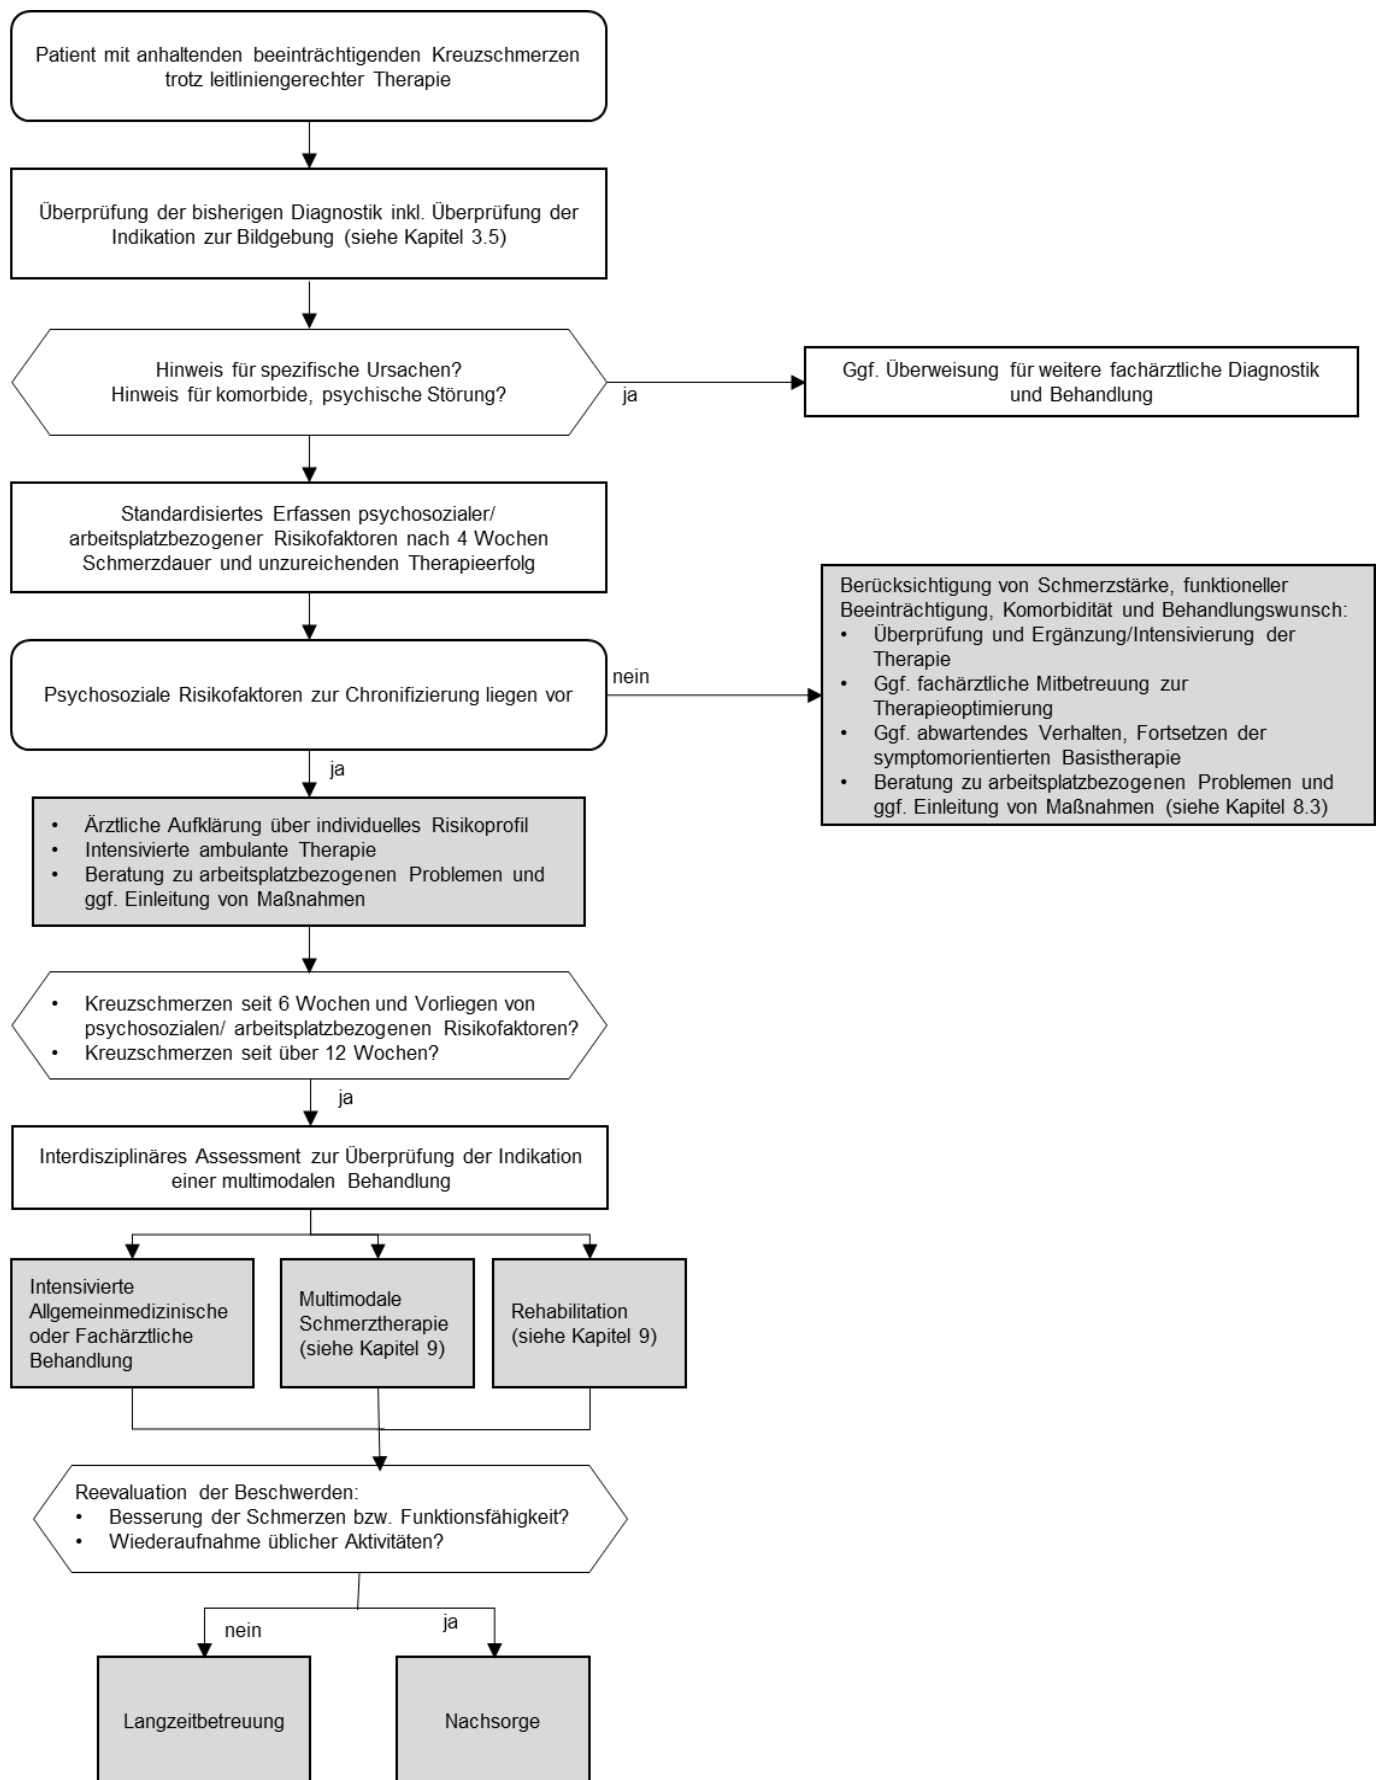 Patient mit anhaltenden beeinträchtigenden Kreuzschmerzen
trotz leitliniengerechter Therapie
Überprüfung der bisherigen Diagnostik inkl. Überprüfung der
Indikation zur Bildgebung (siehe Kapitel 3.5)
Hinweis für spezifische Ursachen?
Hinweis für komorbide, psychische Störung?
ja
Ggf. Überweisung für weitere fachärztliche Diagnostik
und Behandlung
Standardisiertes Erfassen psychosozialer/
arbeitsplatzbezogener Risikofaktoren nach 4 Wochen
Schmerzdauer und unzureichenden Therapieerfolg
Psychosoziale Risikofaktoren zur Chronifizierung liegen vor
nein
Berücksichtigung von Schmerzstärke, funktioneller
Beeinträchtigung, Komorbidität und Behandlungswunsch:
• Überprüfung und Ergänzung/Intensivierung der
Therapie
• Ggf. fachärztliche Mitbetreuung zur
Therapieoptimierung
• Ggf. abwartendes Verhalten, Fortsetzen der
symptomorientierten Basistherapie
• Beratung zu arbeitsplatzbezogenen Problemen und
ggf. Einleitung von Maßnahmen (siehe Kapitel 8.3)
ja
• Ärztliche Aufklärung über individuelles Risikoprofil
• Intensivierte ambulante Therapie
• Beratung zu arbeitsplatzbezogenen Problemen und
ggf. Einleitung von Maßnahmen
• Kreuzschmerzen seit 6 Wochen und Vorliegen von
psychosozialen/ arbeitsplatzbezogenen Risikofaktoren?
• Kreuzschmerzen seit über 12 Wochen?
ja
Interdisziplinäres Assessment zur Überprüfung der Indikation
einer multimodalen Behandlung
Intensivierte
Allgemeinmedizinische
oder Fachärztliche
Behandlung
Multimodale
Schmerztherapie
(siehe Kapitel 9)
Rehabilitation
(siehe Kapitel 9)
Reevaluation der Beschwerden:
• Besserung der Schmerzen bzw. Funktionsfähigkeit?
• Wiederaufnahme üblicher Aktivitäten?
nein
ja
Langzeitbetreuung
Nachsorge